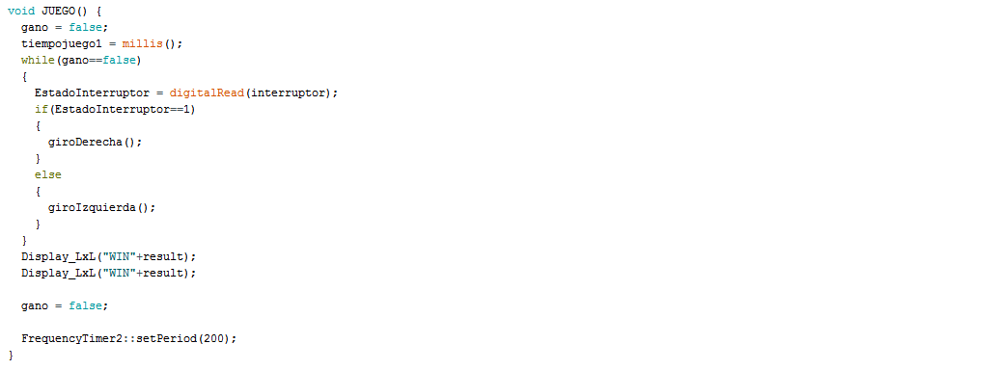 void JUEGO() {
gano = false;
tiempojuego1 = millis();
while(gano==false)
{
EstadoInterruptor = digitalRead(interruptor);
if(EstadoInterruptor==1)
{
giroDerecha();
}
else
{
giroIzquierda();
}
}
Display_LxL("WIN"+result);
Display_LxL("WIN"+result);
gano = false;
FrequencyTimer2::setPeriod(200);
}